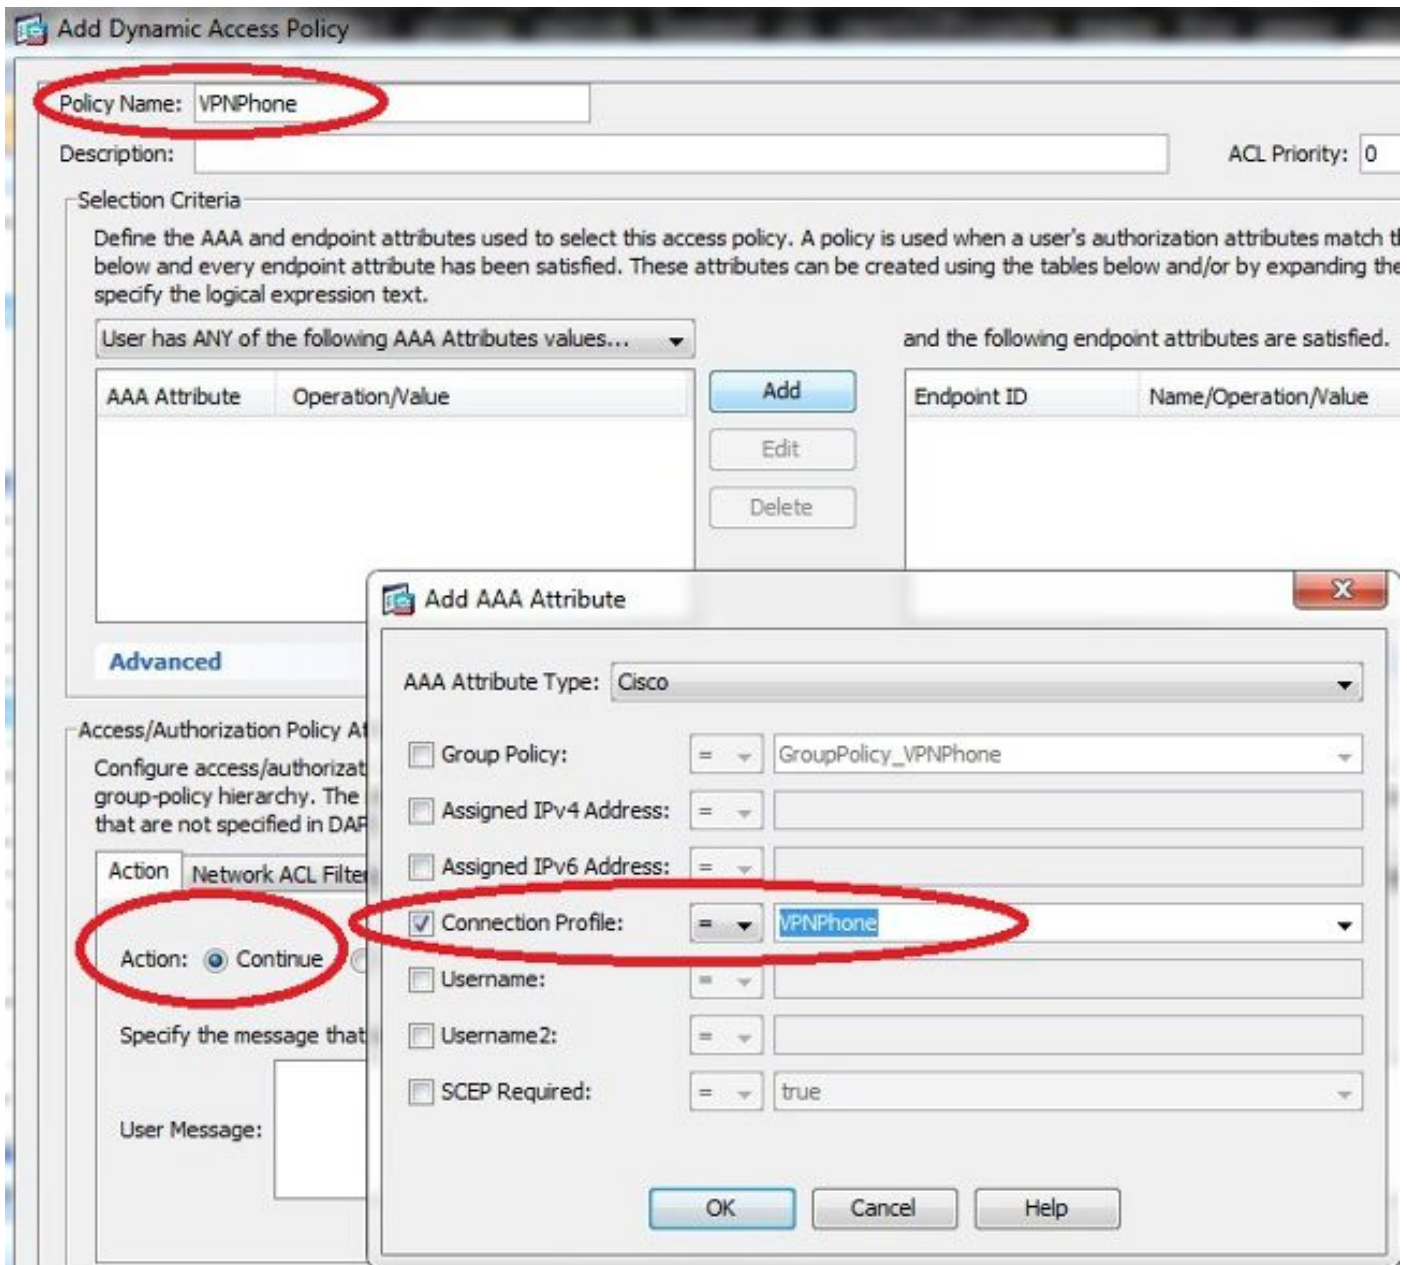 Add Dynamic Access Policy
Policy Name: VPNPhone
Description:
ACL Priority: 0
Selection Criteria
Define the AAA and endpoint attributes used to select this access policy. A policy is used when a user's authorization attributes match
below and every endpoint attribute has been satisfied. These attributes can be created using the tables below and/or by expanding the
specify the logical expression text.
User has ANY of the following AAA Attributes values...
and the following endpoint attributes are satisfied.
AAA Attribute Operation/Value
Add
Edit
Delete
Endpoint ID Name/Operation/Value
Advanced
Access/Authorization Policy
Configure access/authorizat
group-policy hierarchy. The
that are not specified in DAP
Action Network ACL Filter
Action: Continue
Specify the message that
User Message:
Add AAA Attribute
X
AAA Attribute Type: Cisco
Group Policy: = GroupPolicy_VPNPhone
Assigned IPv4 Address: =
Assigned IPv6 Address: =
Connection Profile: = VPNPhone
Username: =
Username2: =
SCEP Required: = true
OK Cancel Help